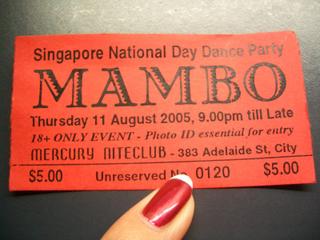 Singapore National Day Dance Party
MAMBO
Thursday 11 August 2005, 9.00pm till Late
18+ ONLY EVENT - Photo ID essential for entry
MERCURY NITECLUB - 383 Adelaide St, City
$5.00 Unreserved No. 0120 $5.00